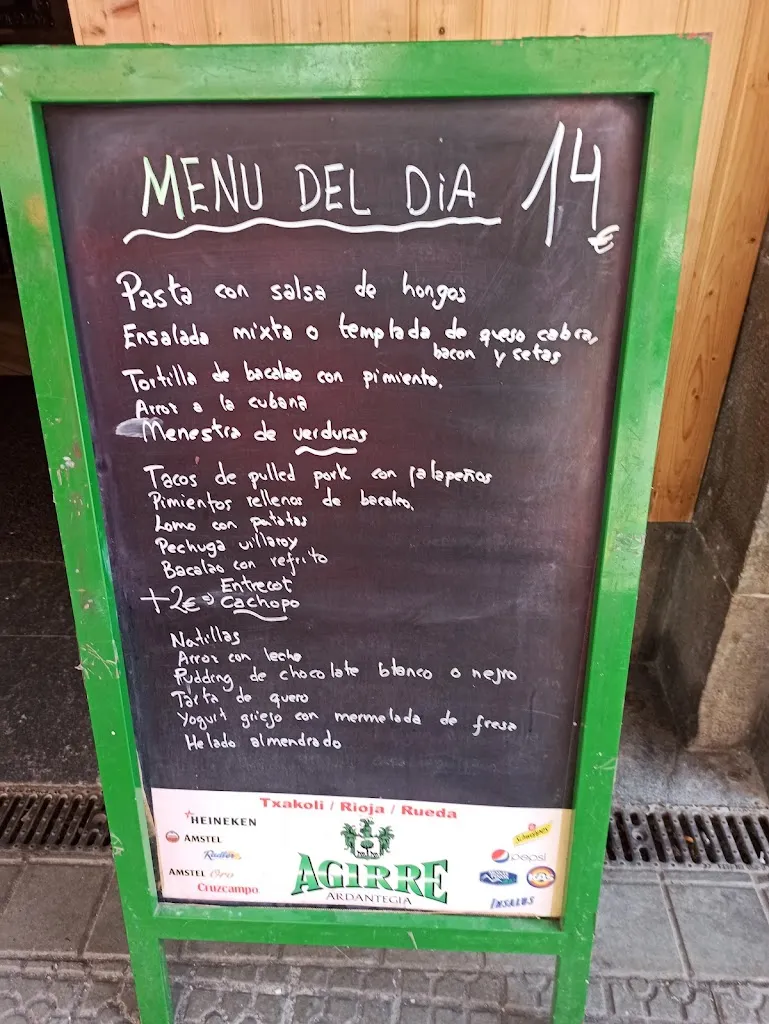 MENU DEL DiA 14€
Pasta con salsa de hongos
Ensalada mixta o templada de queso cabra,
bacon y setas
Tortilla de bacalao con pimiento.
Arroz a la cubana
Menestra de verduras
Tacos de pulled pork con jalapeños
Pimientos rellenos de bacalao.
Lomo con patatas
Pechuga villaroy
Bacalao con refrito
Entrecot
+2€ => Cachopo
Natillas
Arroz con leche
Pudding de chocolate blanco o negro
Tarta de queso
Yogurt griego con mermelada de fresa
Helado almendrado
Txakoli / Rioja / Rueda
HEINEKEN
AMSTEL
Radler
AMSTEL Oro
Cruzcampo
AGIRRE
ARDANTEGIA
Schweppes
pepsi
KAS
INSALUS